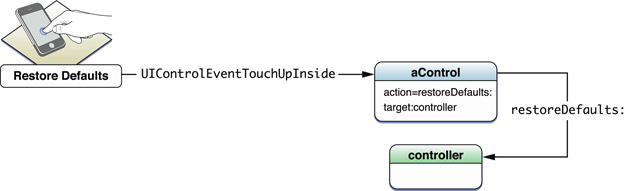 Restore Defaults
UIControlEventTouchUpInside
aControl
action=restoreDefaults:
target:controller
restoreDefaults:
controller